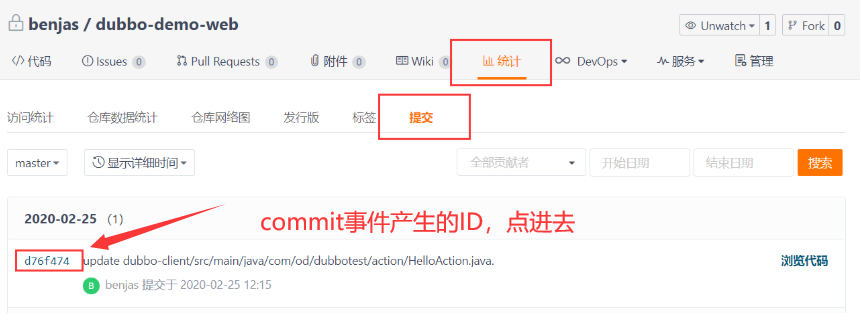 benjas / dubbo-demo-web
Unwatch 1 Fork 0
代码 Issues 0 Pull Requests 0 附件 0 Wiki 0 统计 DevOps 服务 管理
访问统计 仓库数据统计 仓库网络图 发行版 标签 提交
master 显示详细时间 全部贡献者 开始日期 结束日期 搜索
2020-02-25 (1)
commit事件产生的ID，点进去
d76f474 update dubbo-client/src/main/java/com/od/dubbotest/action/HelloAction.java. 浏览代码
B benjas 提交于 2020-02-25 12:15